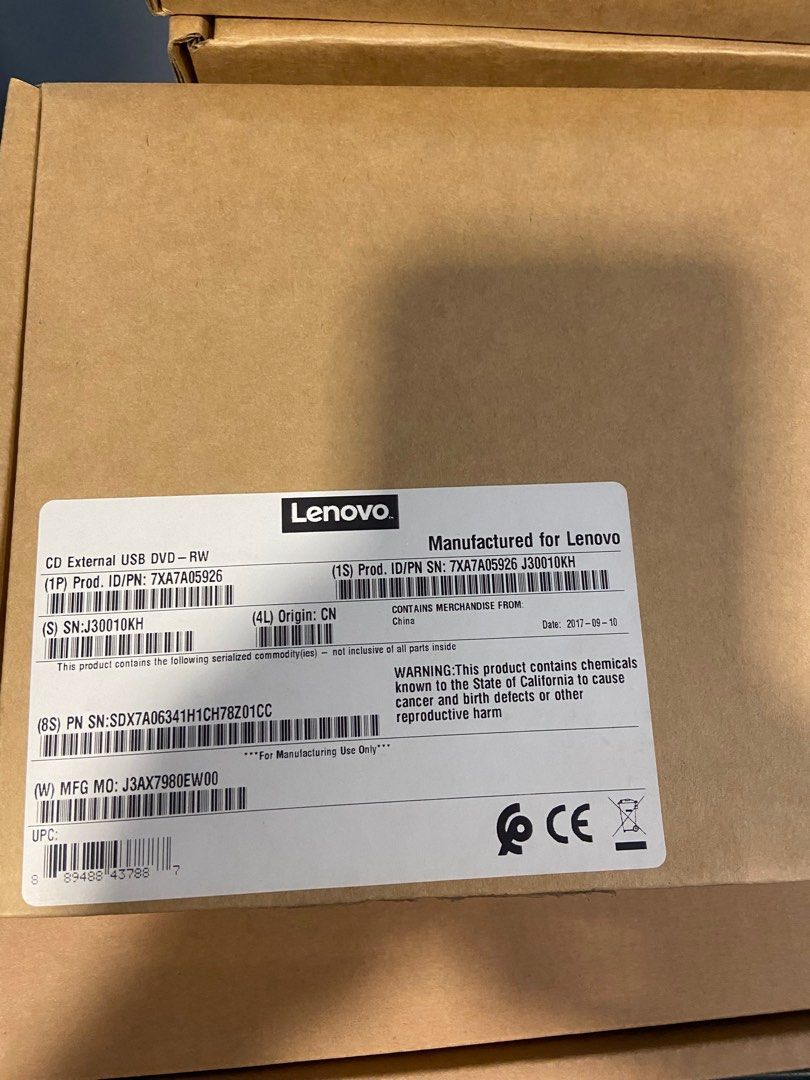 Lenovo
CD External USB DVD-RW
Manufactured for Lenovo
(1P) Prod. ID/PN: 7XA7A05926
(1S) Prod. ID/PN SN: 7XA7A05926 J30010KH
(S) SN:J30010KH
(4L) Origin: CN
CONTAINS MERCHANDISE FROM:
China
Date: 2017-09-10
This product contains the following serialized commodity(ies) - not inclusive of all parts inside
WARNING:This product contains chemicals
known to the State of California to cause
cancer and birth defects or other
reproductive harm
(8S) PN SN:SDX7A06341H1CH78Z01CC
***For Manufacturing Use Only***
(W) MFG MO: J3AX7980EW00
UPC:
8 89488 43788 7
CE